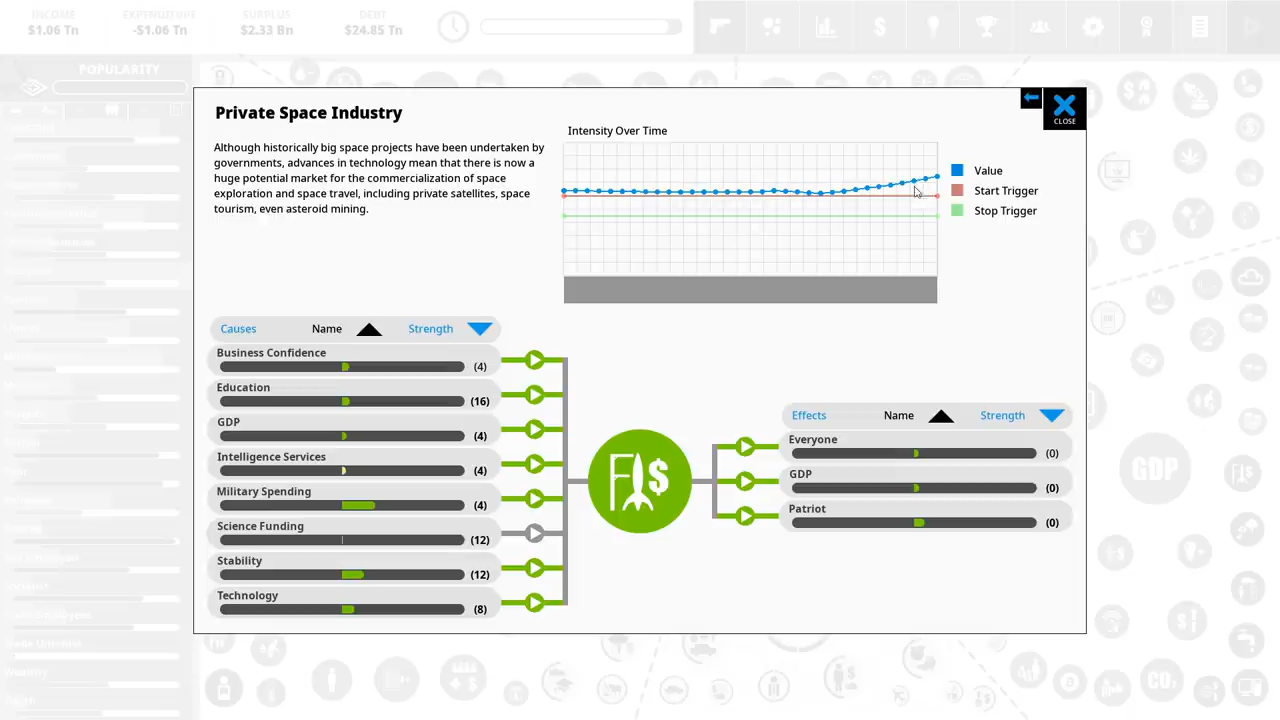 INCOME
$1.06 Tn
EXPENDITURE
-$1.06 Tn
SURPLUS
$2.33 Bn
DEBT
$24.85 Tn
POPULARITY
Private Space Industry
CLOSE
Although historically big space projects have been undertaken by
governments, advances in technology mean that there is now a
huge potential market for the commercialization of space
exploration and space travel, including private satellites, space
tourism, even asteroid mining.
Intensity Over Time
Value
Start Trigger
Stop Trigger
Causes Name Strength
Business Confidence
(4)
Education
(16)
GDP
(4)
Intelligence Services
(4)
Military Spending
(4)
Science Funding
(12)
Stability
(12)
Technology
(8)
F $
Effects Name Strength
Everyone
(0)
GDP
(0)
Patriot
(0)
GDP
Wealthy
CO₂